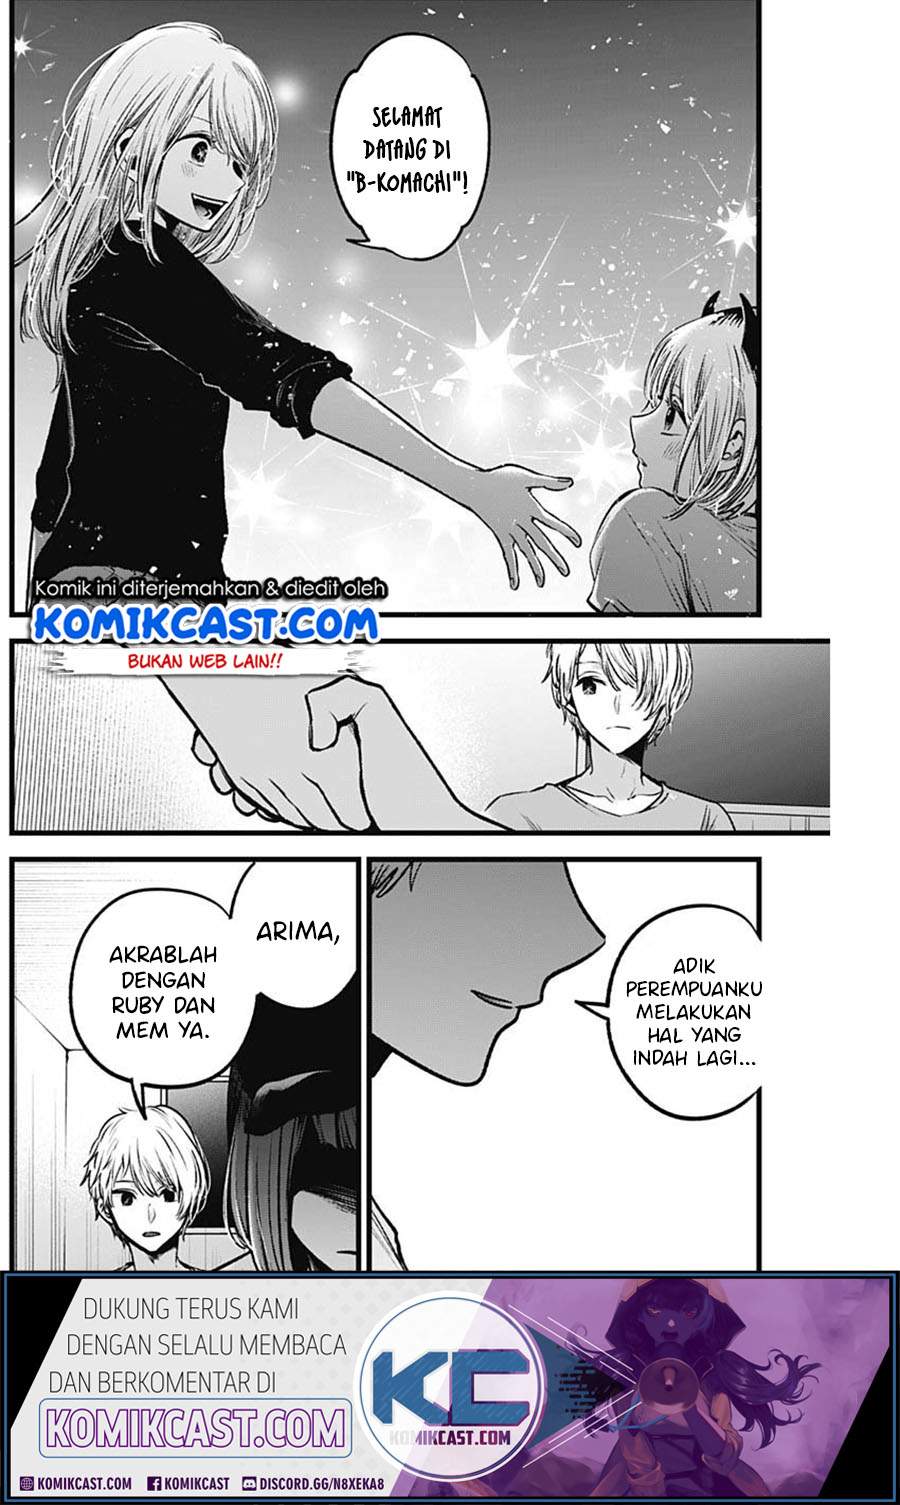 SELAMAT
DATANG DI
"B-KOMACHI"!
Komik ini diterjemahkan & diedit oleh
KOMIKCAST.COM
BUKAN WEB LAIN!!
ADIK
PEREMPUANKU
MELAKUKAN
HAL YANG
INDAH LAGI...
ARIMA,
AKRABLAH
DENGAN
RUBY DAN
MEM YA.
DUKUNG TERUS KAMI
DENGAN SELALU MEMBACA
DAN BERKOMENTAR DI
KOMIKCAST.COM
KC
KOMIKCAST.COM
KOMIKCAST.COM KOMIKCAST DISCORD.GG/N8XEKA8